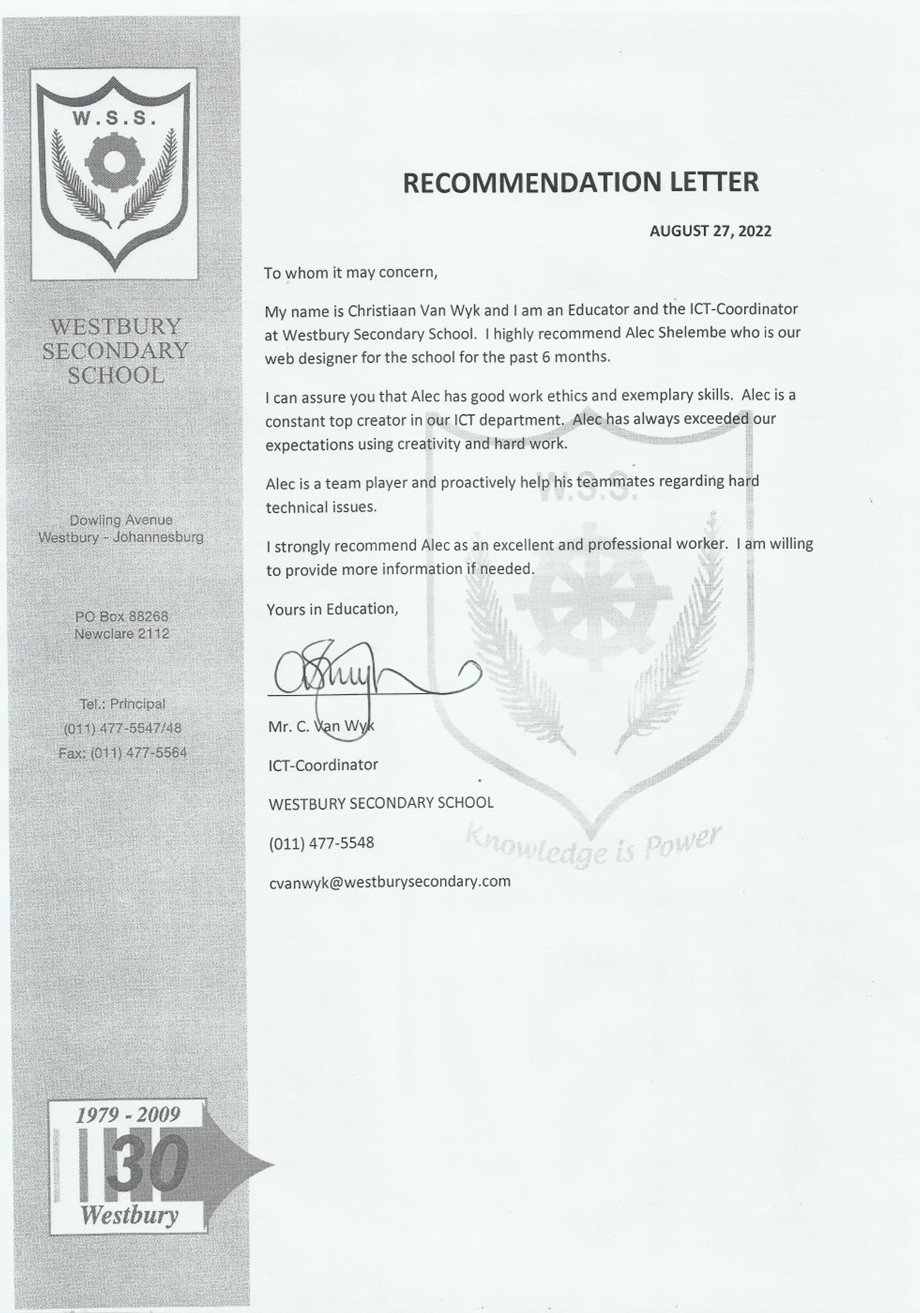 W.S.S.
WESTBURY
SECONDARY
SCHOOL
Dowling Avenue
Westbury - Johannesburg
PO Box 88268
Newclare 2112
Tel.: Principal
(011) 477-5547/48
Fax: (011) 477-5564
1979 - 2009
30
Westbury
RECOMMENDATION LETTER
AUGUST 27, 2022
To whom it may concern,
My name is Christiaan Van Wyk and I am an Educator and the ICT-Coordinator
at Westbury Secondary School. I highly recommend Alec Shelembe who is our
web designer for the school for the past 6 months.
I can assure you that Alec has good work ethics and exemplary skills. Alec is a
constant top creator in our ICT department. Alec has always exceeded our
expectations using creativity and hard work.
Alec is a team player and proactively help his teammates regarding hard
technical issues.
I strongly recommend Alec as an excellent and professional worker. I am willing
to provide more information if needed.
Yours in Education,
Mr. C. Van Wyk
ICT-Coordinator
WESTBURY SECONDARY SCHOOL
(011) 477-5548
cvanwyk@westburysecondary.com
W.S.S.
Knowledge is Power